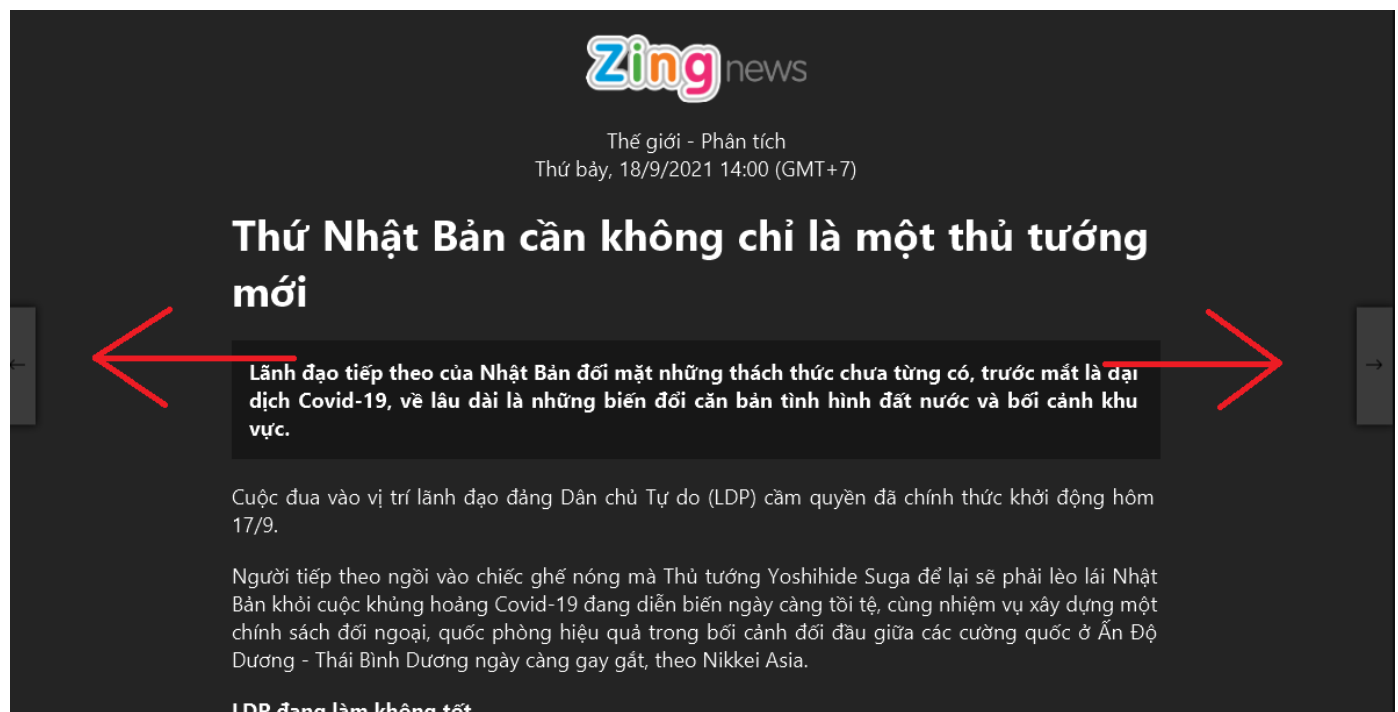 Zing news
Thế giới - Phân tích
Thứ bảy, 18/9/2021 14:00 (GMT+7)
Thứ Nhật Bản cần không chỉ là một thủ tướng
mới
←
→
Lãnh đạo tiếp theo của Nhật Bản đối mặt những thách thức chưa từng có, trước mắt là đại
dịch Covid-19, về lâu dài là những biến đổi căn bản tình hình đất nước và bối cảnh khu
vực.
Cuộc đua vào vị trí lãnh đạo đảng Dân chủ Tự do (LDP) cầm quyền đã chính thức khởi động hôm
17/9.
Người tiếp theo ngồi vào chiếc ghế nóng mà Thủ tướng Yoshihide Suga để lại sẽ phải lèo lái Nhật
Bản khỏi cuộc khủng hoảng Covid-19 đang diễn biến ngày càng tồi tệ, cùng nhiệm vụ xây dựng một
chính sách đối ngoại, quốc phòng hiệu quả trong bối cảnh đối đầu giữa các cường quốc ở Ấn Độ
Dương - Thái Bình Dương ngày càng gay gắt, theo Nikkei Asia.
LDP đang làm không tốt